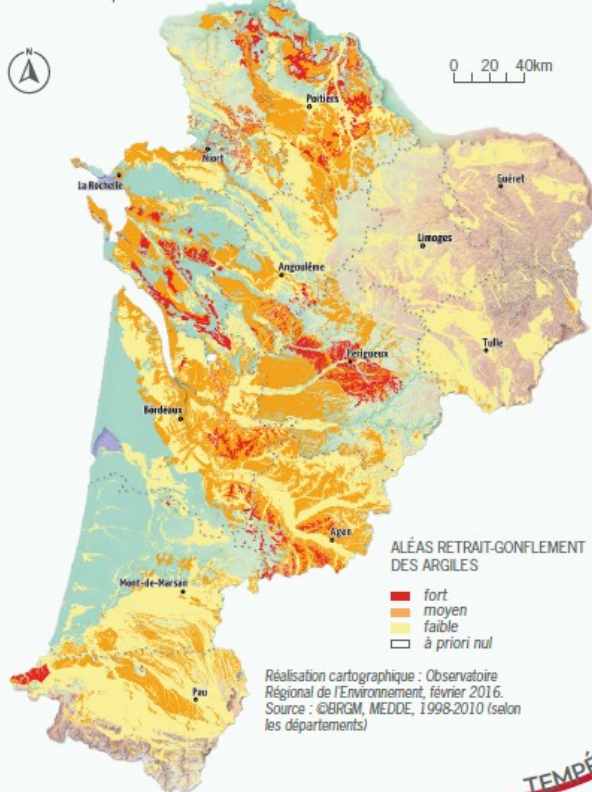 0 20 40km
Poitiers
Niort
La Rochelle
Guéret
Limoges
Angoulême
Tulle
Périgueux
Bordeaux
Agen
ALÉAS RETRAIT-GONFLEMENT
DES ARGILES
fort
moyen
faible
à priori nul
Mont-de-Marsan
Pau
Réalisation cartographique : Observatoire
Régional de l'Environnement, février 2016.
Source : ©BRGM, MEDDE, 1998-2010 (selon
les départements)
TEMPÉ